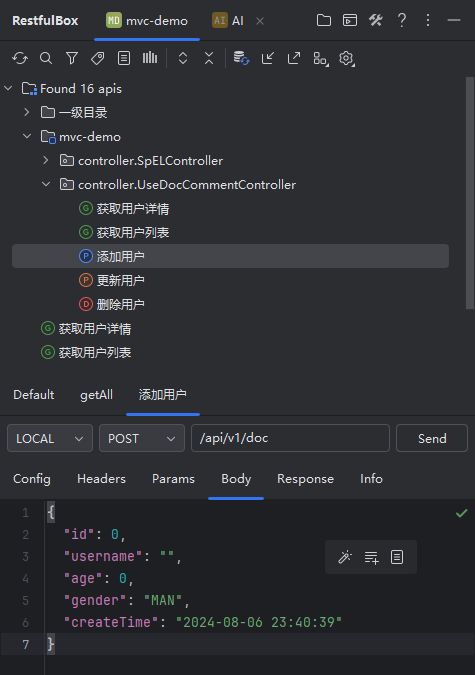 RestfulBox MD mvc-demo AI AI
Found 16 apis
一级目录
mvc-demo
controller.SpELController
controller.UseDocCommentController
G 获取用户详情
G 获取用户列表
P 添加用户
P 更新用户
D 删除用户
G 获取用户详情
G 获取用户列表
Default getAll 添加用户
LOCAL POST /api/v1/doc Send
Config Headers Params Body Response Info
1 {
2 "id": 0,
3 "username": "",
4 "age": 0,
5 "gender": "MAN",
6 "createTime": "2024-08-06 23:40:39"
7 }